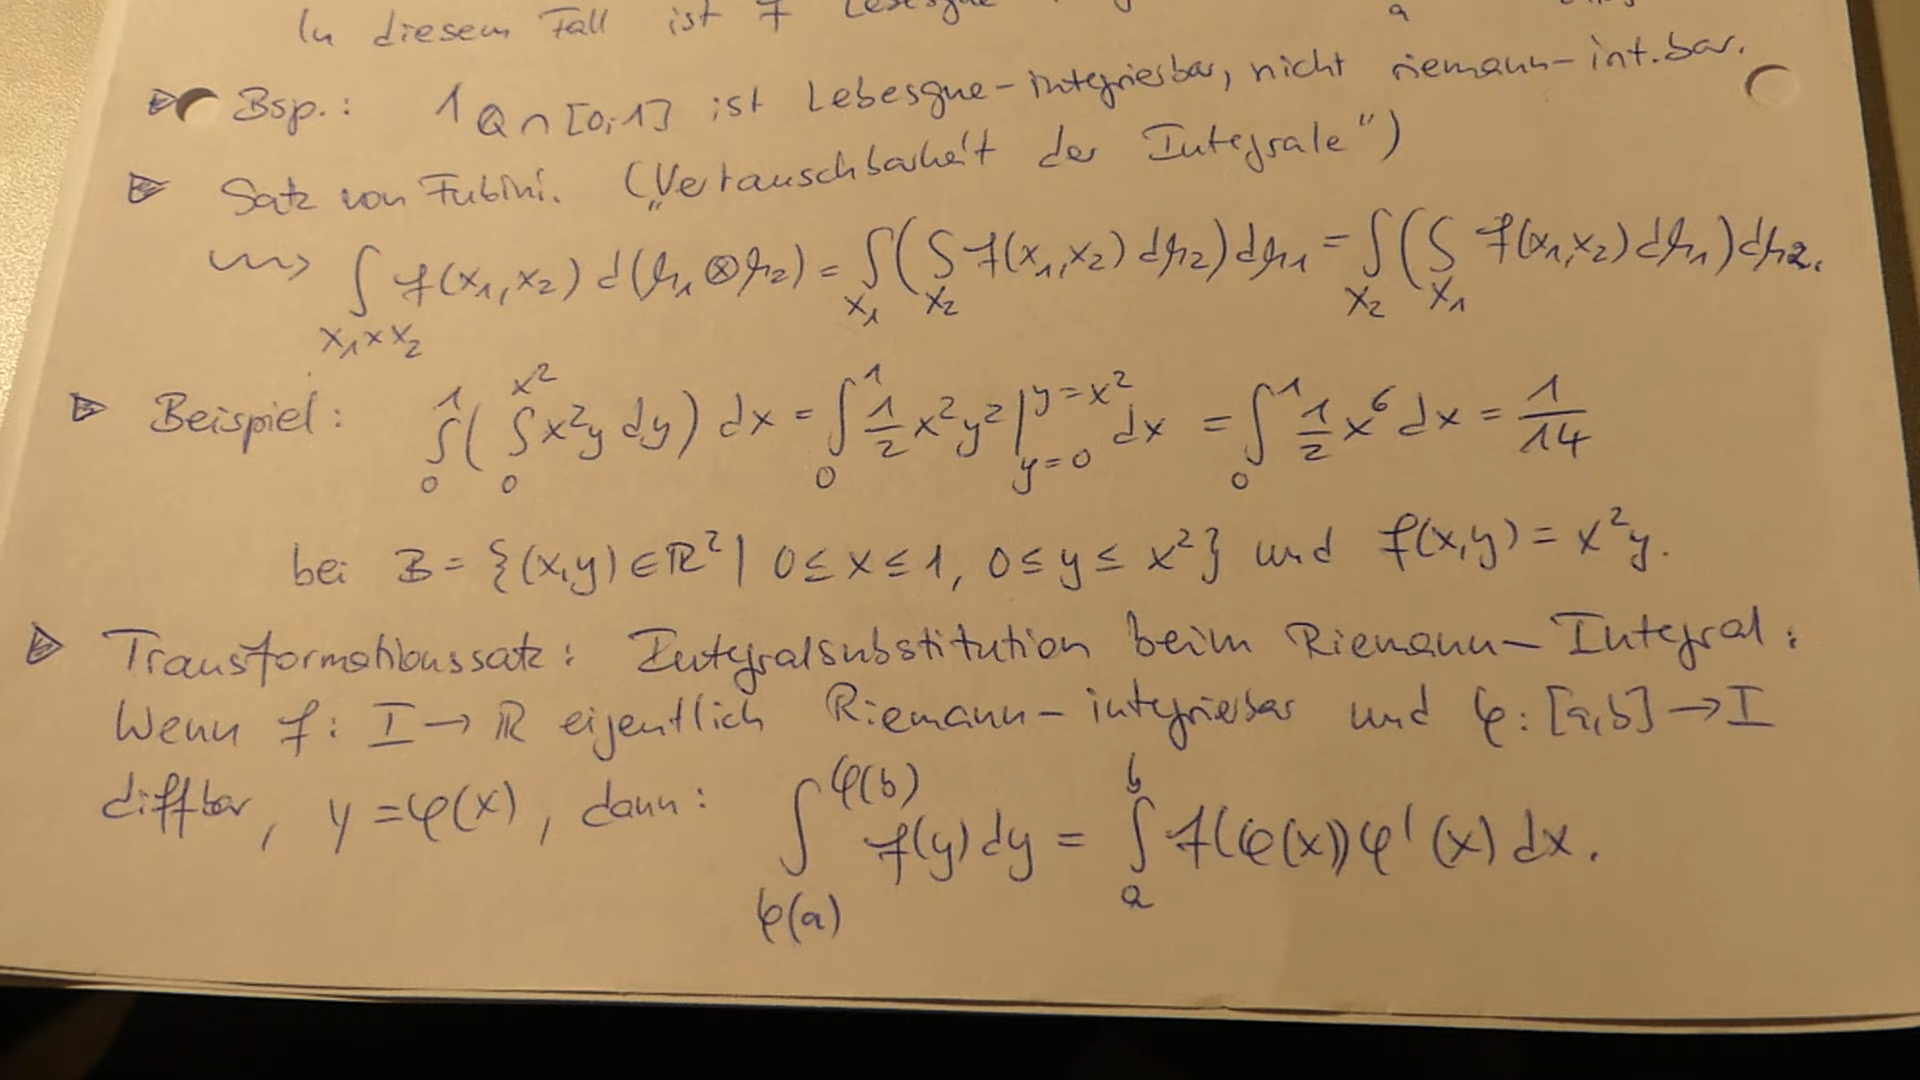 In diesem Fall ist f
Bsp.: 1_{Q∩[0,1]} ist Lebesgue-integrierbar, nicht riemann-int.bar.
Satz von Fubini. („Vertauschbarkeit der Integrale")
⇝ ∫_{X₁×X₂} f(x₁,x₂) d(μ₁⊗μ₂) = ∫_{X₁} (∫_{X₂} f(x₁,x₂) dμ₂) dμ₁ = ∫_{X₂} (∫_{X₁} f(x₁,x₂) dμ₁) dμ₂.
Beispiel: ∫₀¹ (∫₀^{x²} x²y dy) dx = ∫₀¹ 1/2 x²y² |_{y=0}^{y=x²} dx = ∫₀¹ 1/2 x⁶ dx = 1/14
bei B = {(x,y) ∈ ℝ² | 0 ≤ x ≤ 1, 0 ≤ y ≤ x²} und f(x,y) = x²y.
Transformationssatz: Integralsubstitution beim Riemann-Integral:
Wenn f: I → ℝ eigentlich Riemann-integrierbar und φ: [a,b] → I
diffbar, y = φ(x), dann: ∫_{φ(a)}^{φ(b)} f(y) dy = ∫_a^b f(φ(x)) φ'(x) dx.